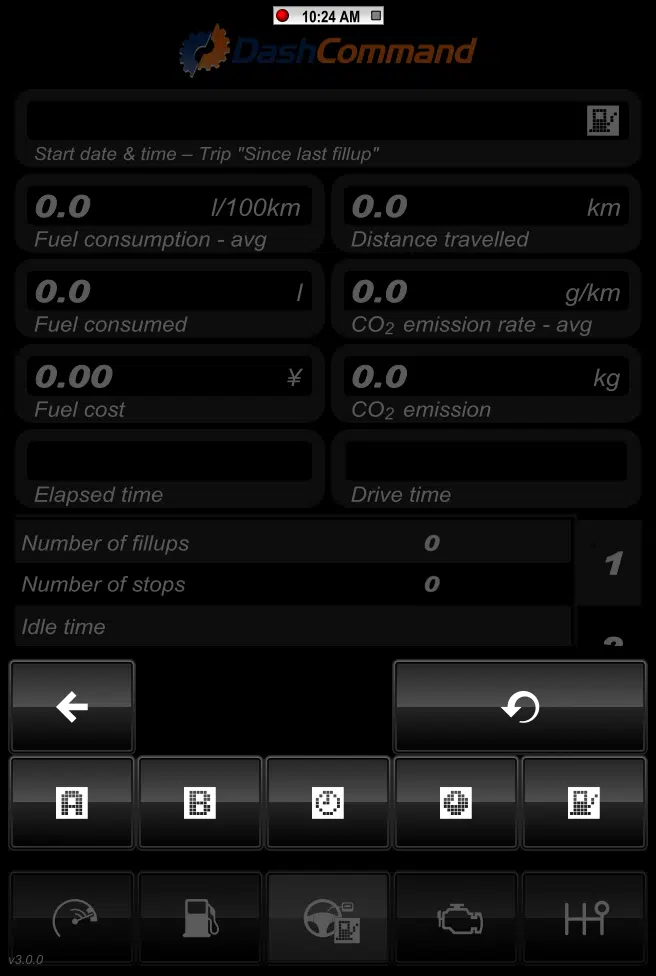 10:24 AM
DashCommand
Start date & time – Trip "Since last fillup"
0.0 l/100km
Fuel consumption - avg
0.0 km
Distance travelled
0.0 l
Fuel consumed
0.0 g/km
CO2 emission rate - avg
0.00 ¥
Fuel cost
0.0 kg
CO2 emission
Elapsed time
Drive time
Number of fillups 0
1
Number of stops 0
Idle time
A
B
v3.0.0